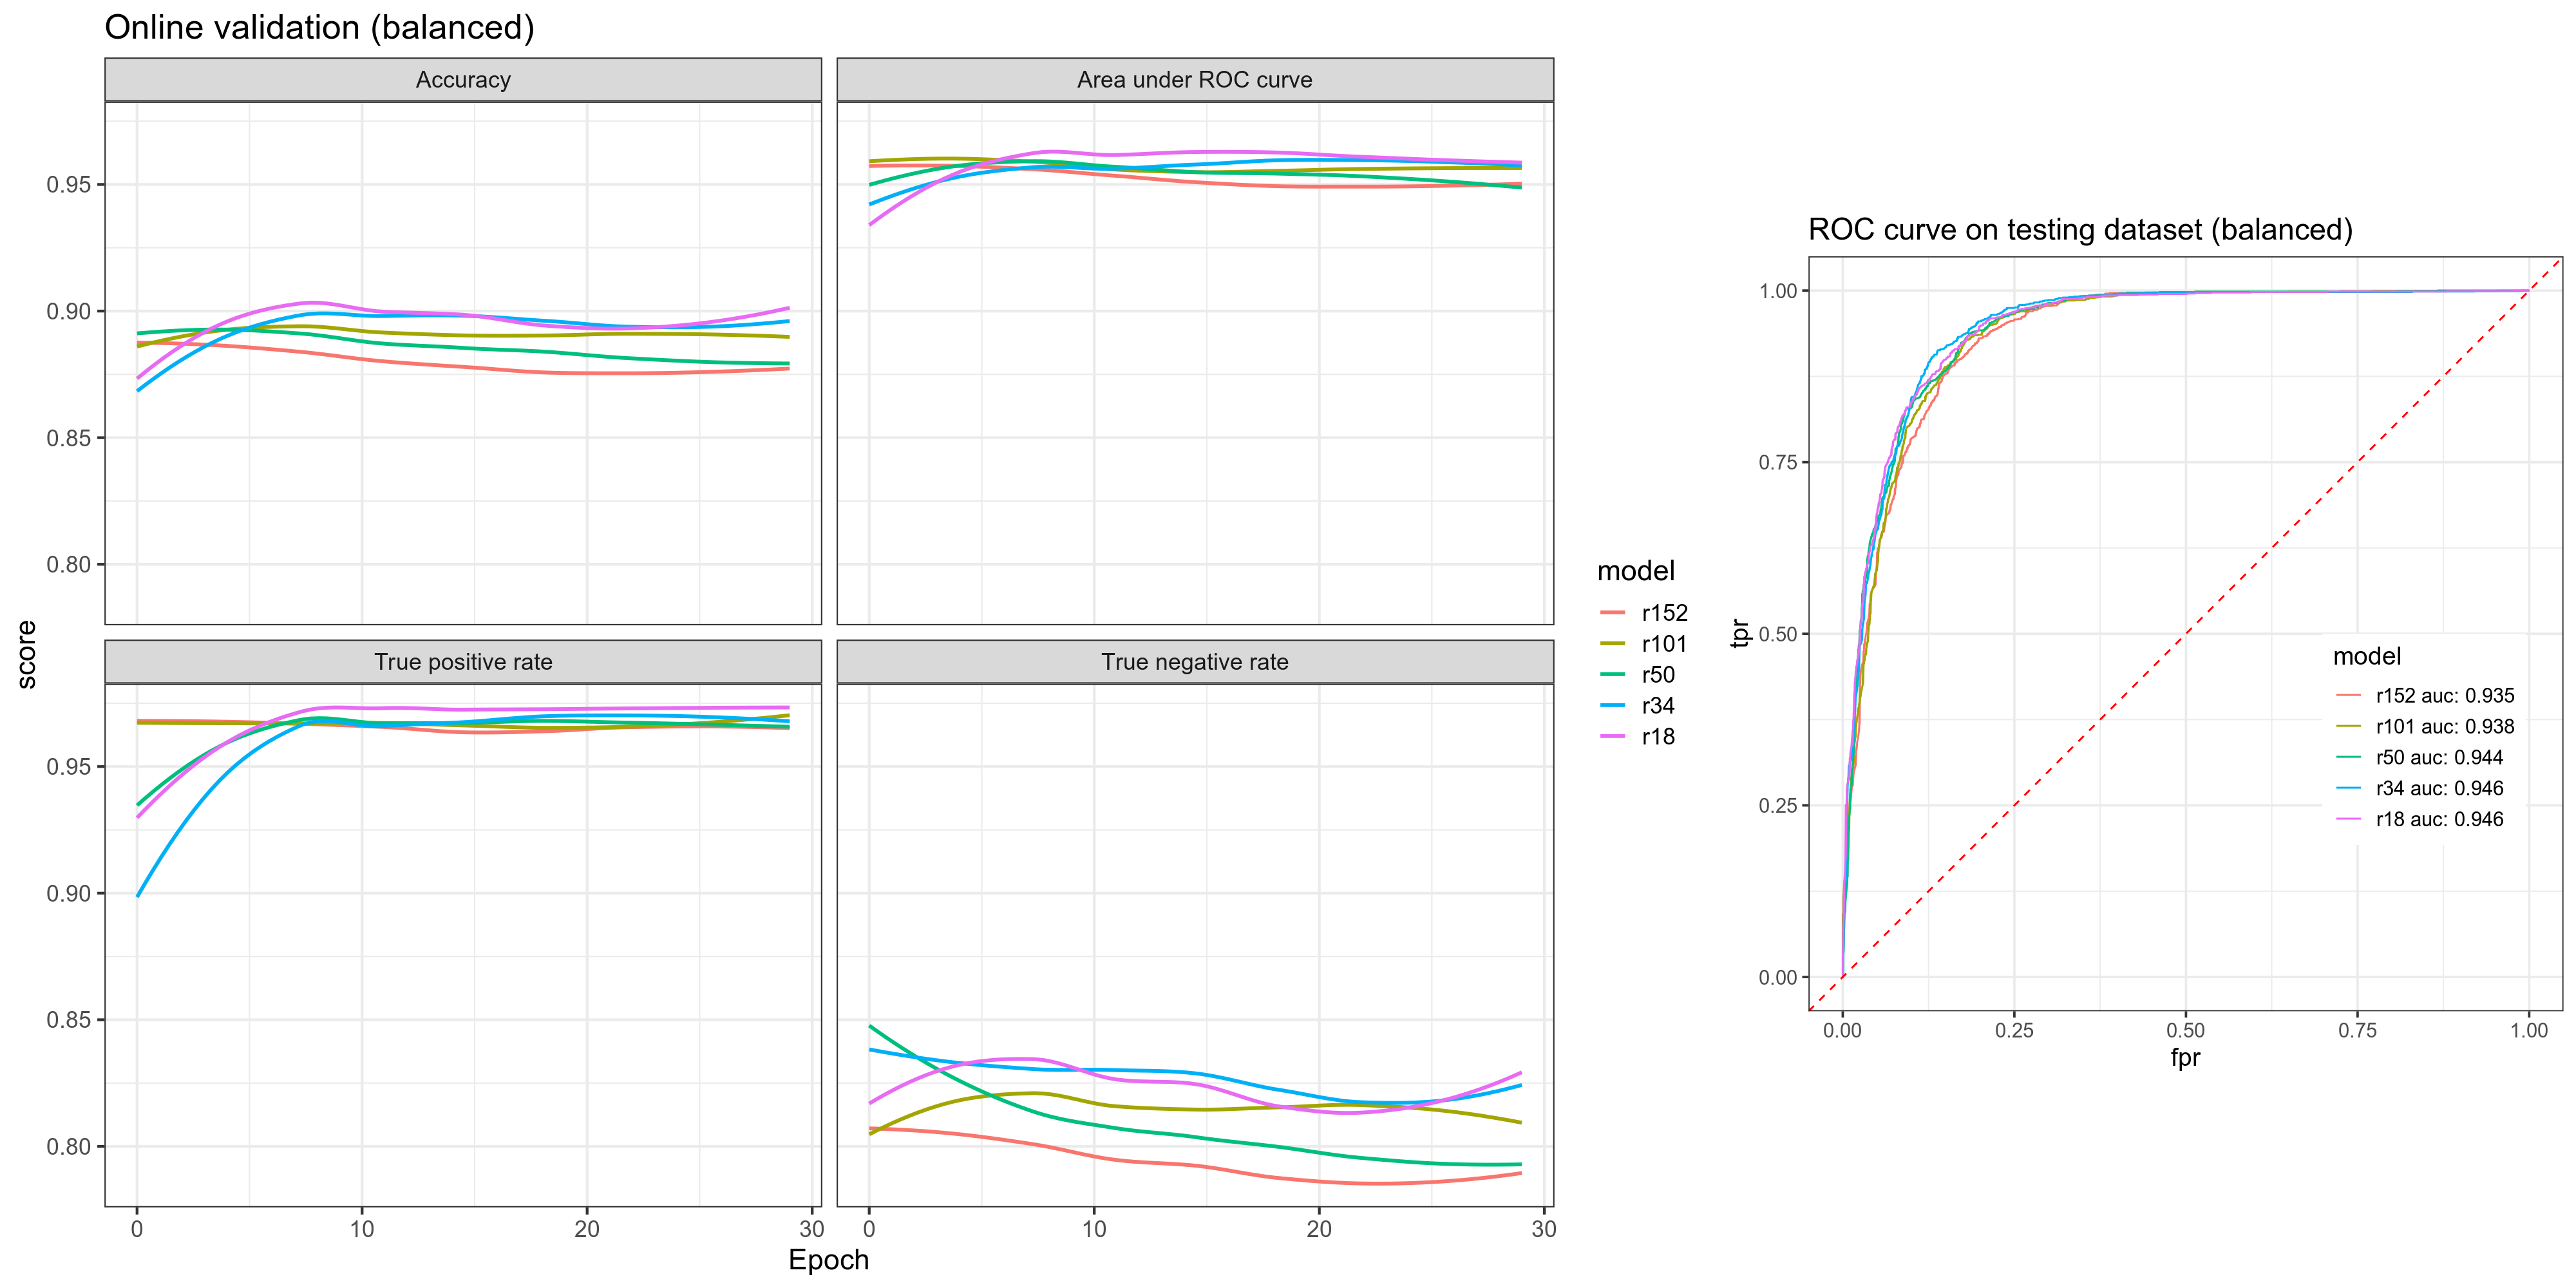 Online validation (balanced)
Accuracy
Area under ROC curve
0.95
0.90
0.85
0.80
True positive rate
True negative rate
0.95
0.90
0.85
0.80
0
10
20
30
0
10
20
30
score
Epoch
model
r152
r101
r50
r34
r18
ROC curve on testing dataset (balanced)
1.00
0.75
0.50
0.25
0.00
tpr
model
r152 auc: 0.935
r101 auc: 0.938
r50 auc: 0.944
r34 auc: 0.946
r18 auc: 0.946
0.00
0.25
0.50
0.75
1.00
fpr